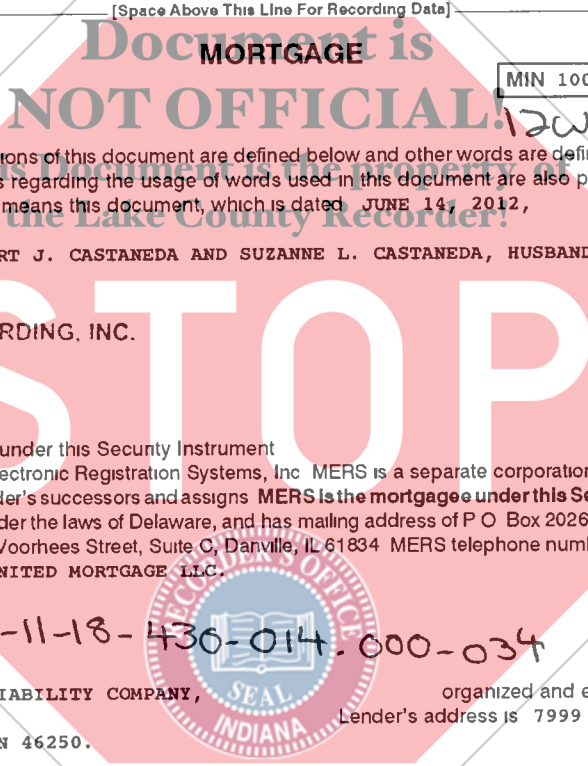 [Space Above This Line For Recording Data]
Document is
MORTGAGE
MIN 100
NOT OFFICIAL!
ions of this document are defined below and other words are defi
This Document is the property of
s regarding the usage of words used in this document are also p
means this document, which is dated JUNE 14, 2012,
the Lake County Recorder!
RT J. CASTANEDA AND SUZANNE L. CASTANEDA, HUSBAND
STOP
RDING, INC.
under this Security Instrument
ectronic Registration Systems, Inc MERS is a separate corporation
der's successors and assigns MERS is the mortgagee under this Se
der the laws of Delaware, and has mailing address of P O Box 2026
Voorhees Street, Suite C, Danville, IL 61834 MERS telephone num
NITED MORTGAGE LLC.
RECORDER'S OFFICE
-11-18-430-014.000-034
SEAL
IABILITY COMPANY, organized and e
INDIANA
Lender's address is 7999
N 46250.